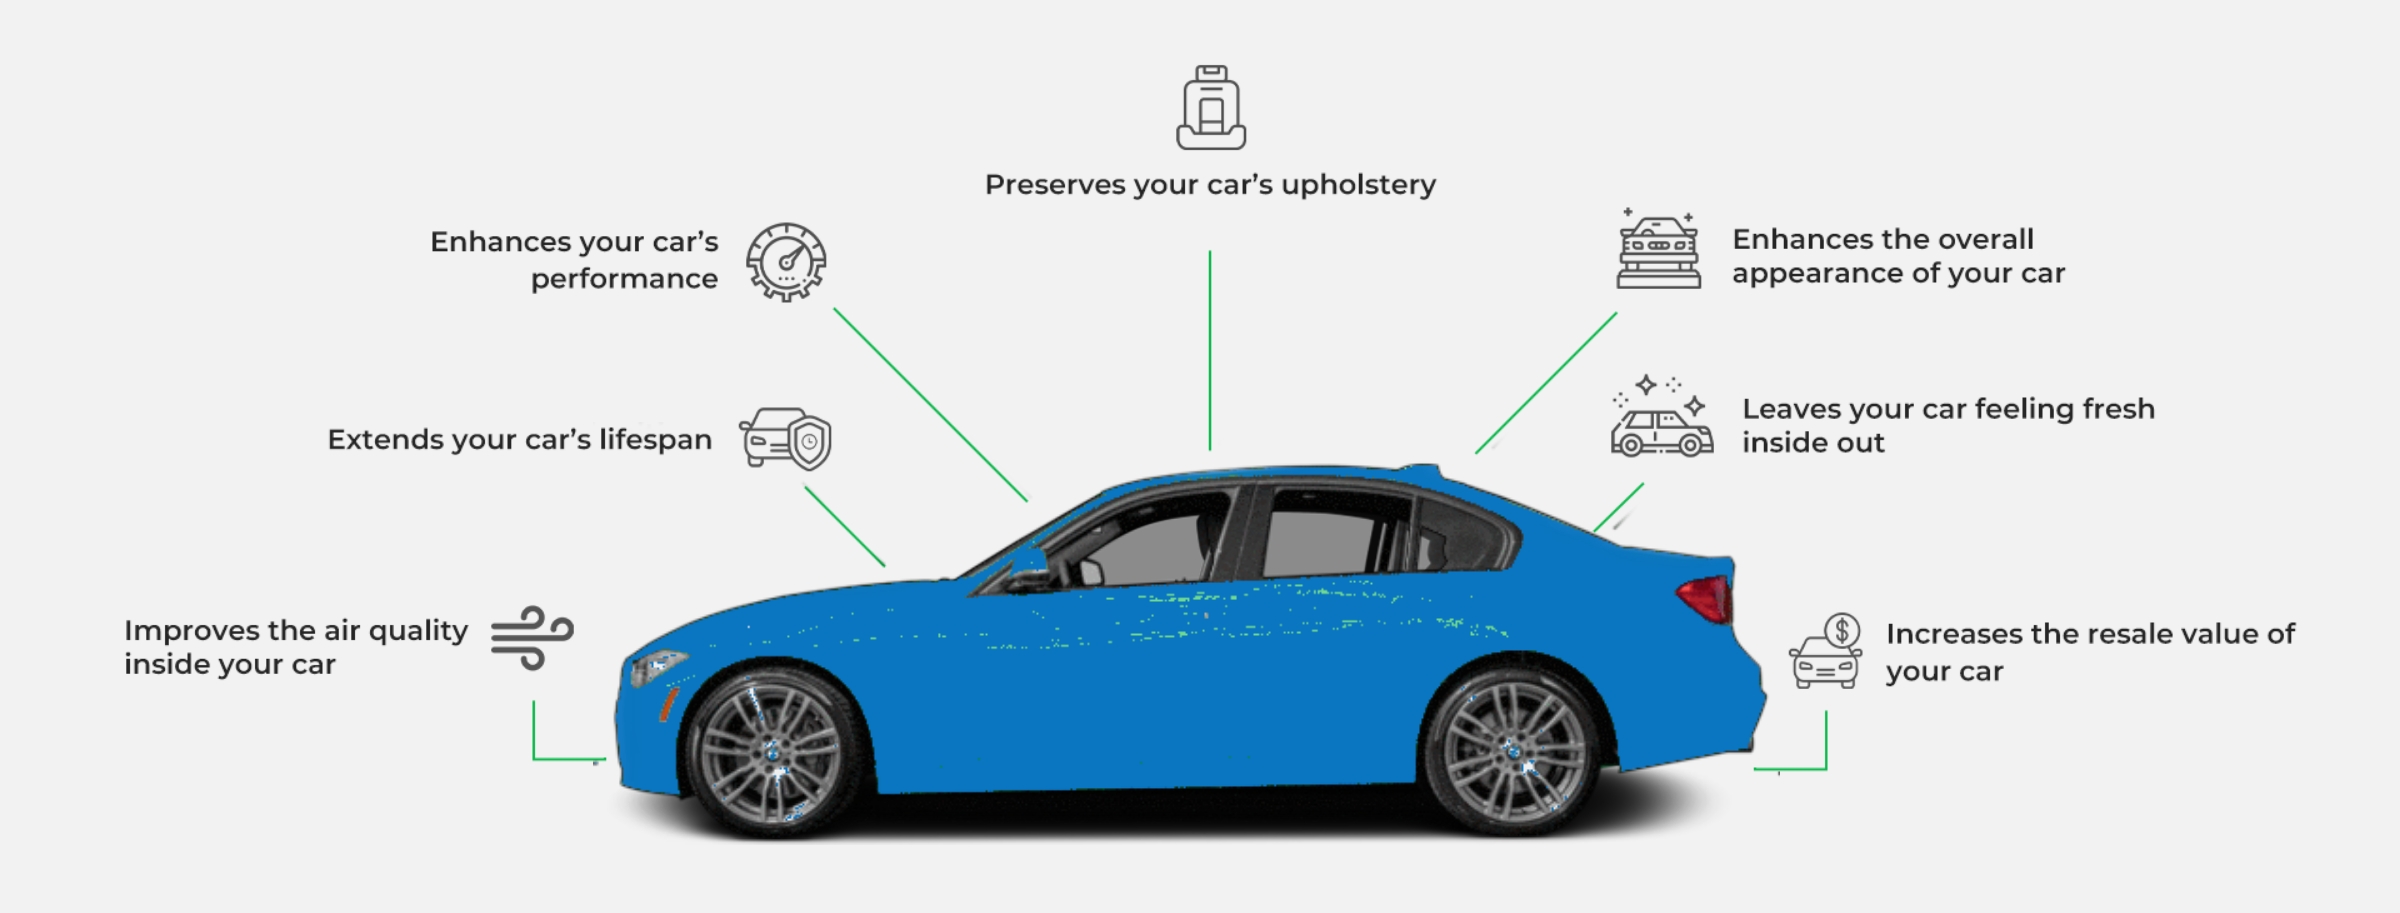 Preserves your car's upholstery
Enhances your car's
performance
Enhances the overall
appearance of your car
Extends your car's lifespan
Leaves your car feeling fresh
inside out
Improves the air quality
inside your car
$
Increases the resale value of
your car